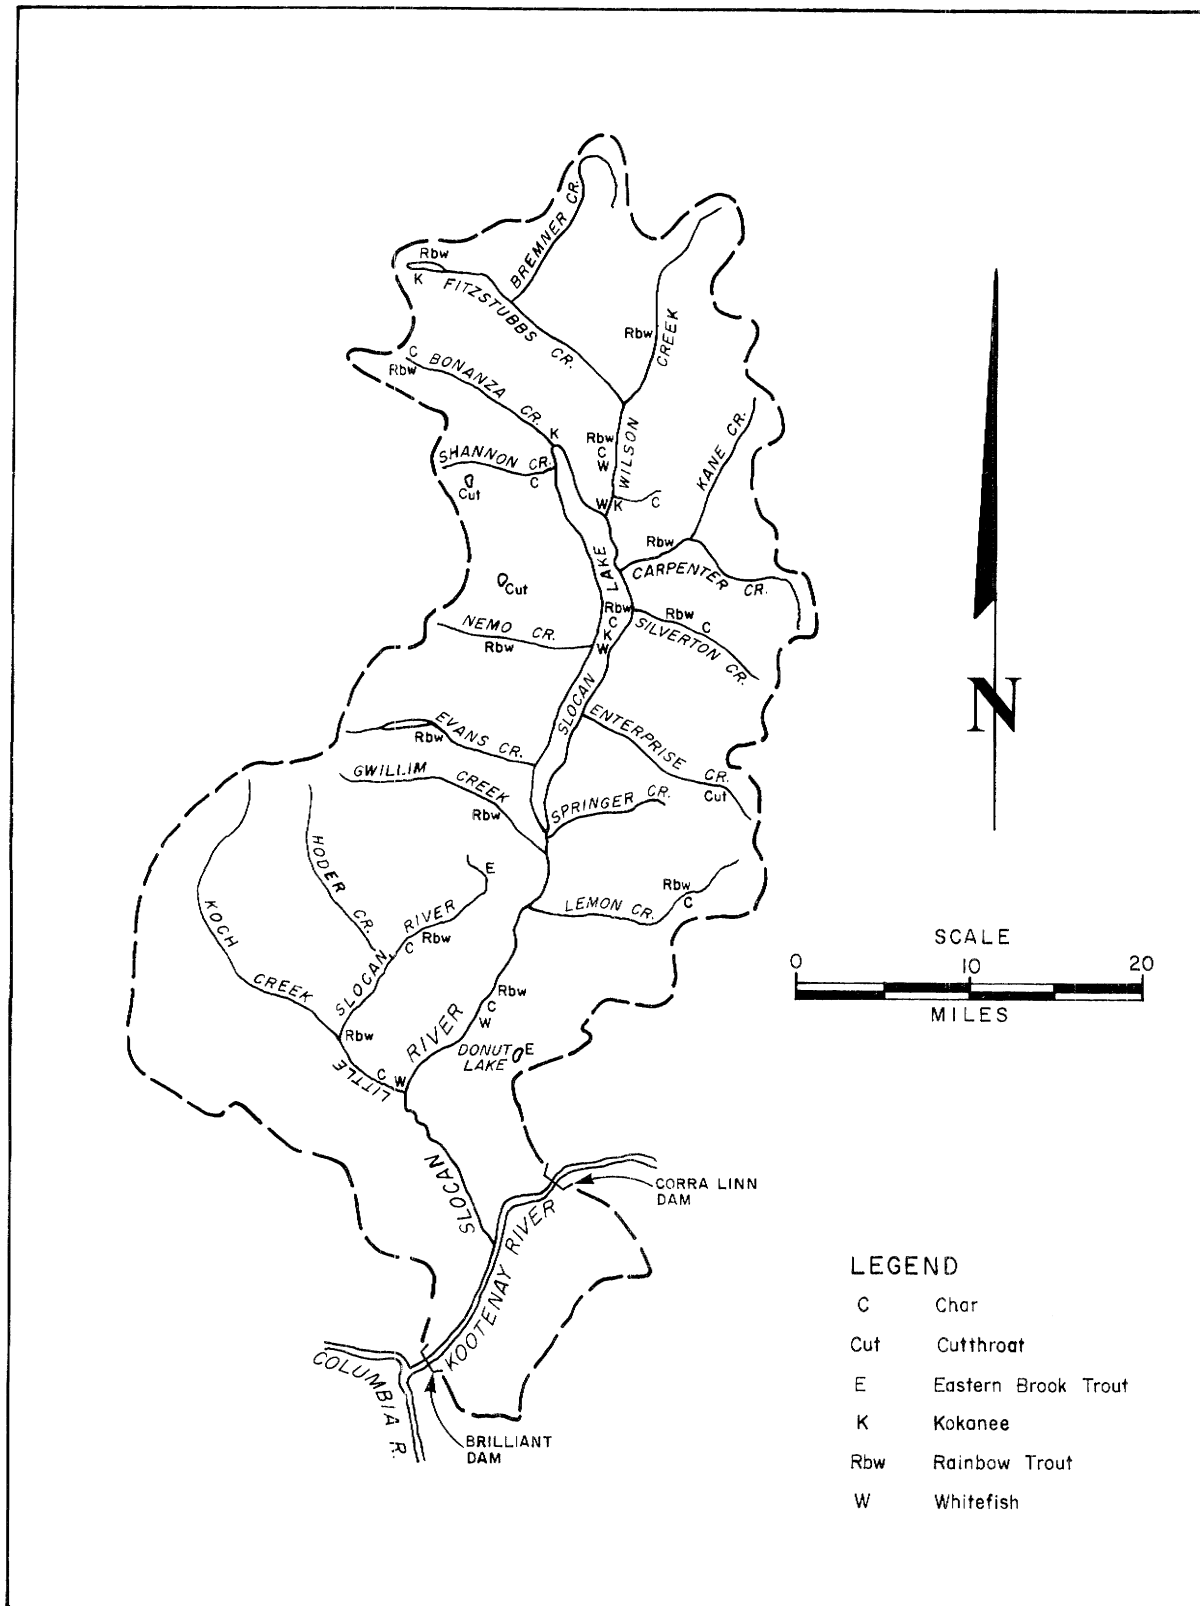 BREMNER CR.
Rbw
K
FITZSTUBBS CR.
Rbw
CREEK
C
Rbw
BONANZA CR.
K
Rbw
C
W
WILSON
KANE CR.
SHANNON CR.
C
Cut
W K
C
Rbw
CARPENTER CR.
LAKE
Cut
Rbw
C
K
W
Rbw C
SILVERTON CR.
NEMO CR.
Rbw
SLOCAN
EVANS CR.
Rbw
ENTERPRISE CR.
Cut
GWILLIM CREEK
Rbw
SPRINGER CR.
HODER CR.
E
KOCH CREEK
SLOCAN RIVER
C Rbw
LEMON CR.
Rbw
C
Rbw
C
W
RIVER
Rbw
LITTLE
C W
DONUT
LAKE
E
SLOCAN
CORRA LINN
DAM
KOOTENAY RIVER
COLUMBIA R.
BRILLIANT
DAM
N
SCALE
0 10 20
MILES
LEGEND
C Char
Cut Cutthroat
E Eastern Brook Trout
K Kokanee
Rbw Rainbow Trout
W Whitefish